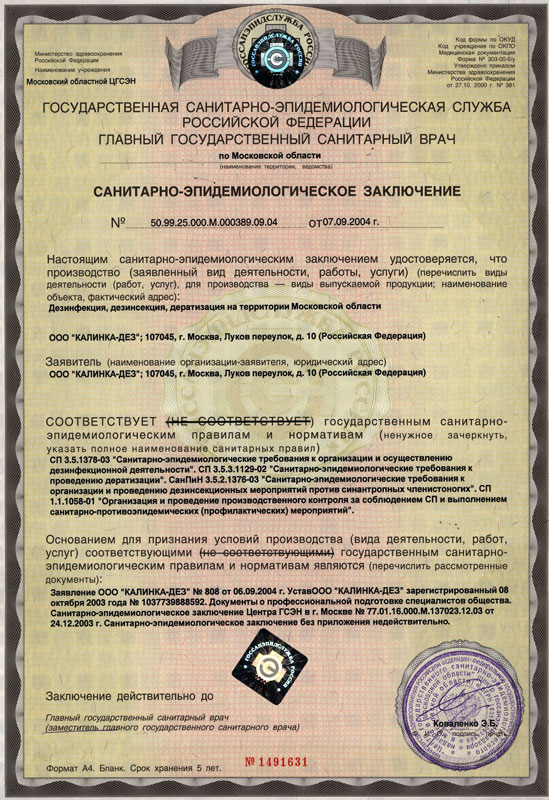 ГОССАНЭПИДСЛУЖБА РОССИИ
Министерство здравоохранения
Российской Федерации
Наименование учреждения
Московский областной ЦГСЭН
Код формы по ОКУД
Код учреждения по ОКПО
Медицинская документация
Форма № 303-00-5/у
Утверждено приказом
Министерства здравоохранения
Российской Федерации
от 27.10. 2000 г. № 381
ГОСУДАРСТВЕННАЯ САНИТАРНО-ЭПИДЕМИОЛОГИЧЕСКАЯ СЛУЖБА
РОССИЙСКОЙ ФЕДЕРАЦИИ
ГЛАВНЫЙ ГОСУДАРСТВЕННЫЙ САНИТАРНЫЙ ВРАЧ
по Московской области
(наименование территории, ведомства)
САНИТАРНО-ЭПИДЕМИОЛОГИЧЕСКОЕ ЗАКЛЮЧЕНИЕ
№ 50.99.25.000.М.000389.09.04 от 07.09.2004 г.
Настоящим санитарно-эпидемиологическим заключением удостоверяется, что
производство (заявленный вид деятельности, работы, услуги) (перечислить виды
деятельности (работ, услуг), для производства — виды выпускаемой продукции; наименование
объекта, фактический адрес):
Дезинфекция, дезинсекция, дератизация на территории Московской области
ООО "КАЛИНКА-ДЕЗ"; 107045, г. Москва, Луков переулок, д. 10 (Российская Федерация)
Заявитель (наименование организации-заявителя, юридический адрес)
ООО "КАЛИНКА-ДЕЗ"; 107045, г. Москва, Луков переулок, д. 10 (Российская Федерация)
СООТВЕТСТВУЕТ (НЕ СООТВЕТСТВУЕТ) государственным санитарно-
эпидемиологическим правилам и нормативам (ненужное зачеркнуть,
указать полное наименование санитарных правил)
СП 3.5.1378-03 "Санитарно-эпидемиологические требования к организации и осуществлению
дезинфекционной деятельности". СП 3.5.3.1129-02 "Санитарно-эпидемиологические требования к
проведению дератизации". СанПиН 3.5.2.1376-03 "Санитарно-эпидемиологические требования к
организации и проведению дезинсекционных мероприятий против синантропных членистоногих". СП
1.1.1058-01 "Организация и проведение производственного контроля за соблюдением СП и выполнением
санитарно-противоэпидемических (профилактических) мероприятий".
Основанием для признания условий производства (вида деятельности, работ,
услуг) соответствующими (не соответствующими) государственным санитарно-
эпидемиологическим правилам и нормативам являются (перечислить рассмотренные
документы):
Заявление ООО "КАЛИНКА-ДЕЗ" № 808 от 06.09.2004 г. УставООО "КАЛИНКА-ДЕЗ" зарегистрированный 08
октября 2003 года № 1037739888592. Документы о профессиональной подготовке специалистов общества.
Санитарно-эпидемиологическое заключение Центра ГСЭН в г. Москве № 77.01.16.000.М.137023.12.03 от
24.12.2003 г. Санитарно-эпидемиологическое заключение без приложения недействительно.
ГОССАНЭПИДСЛУЖБА РОССИИ
Заключение действительно до
Главный государственный санитарный врач
(заместитель главного государственного санитарного врача)
Коваленко Э.Б.
Формат А4. Бланк. Срок хранения 5 лет.
№ 1491631